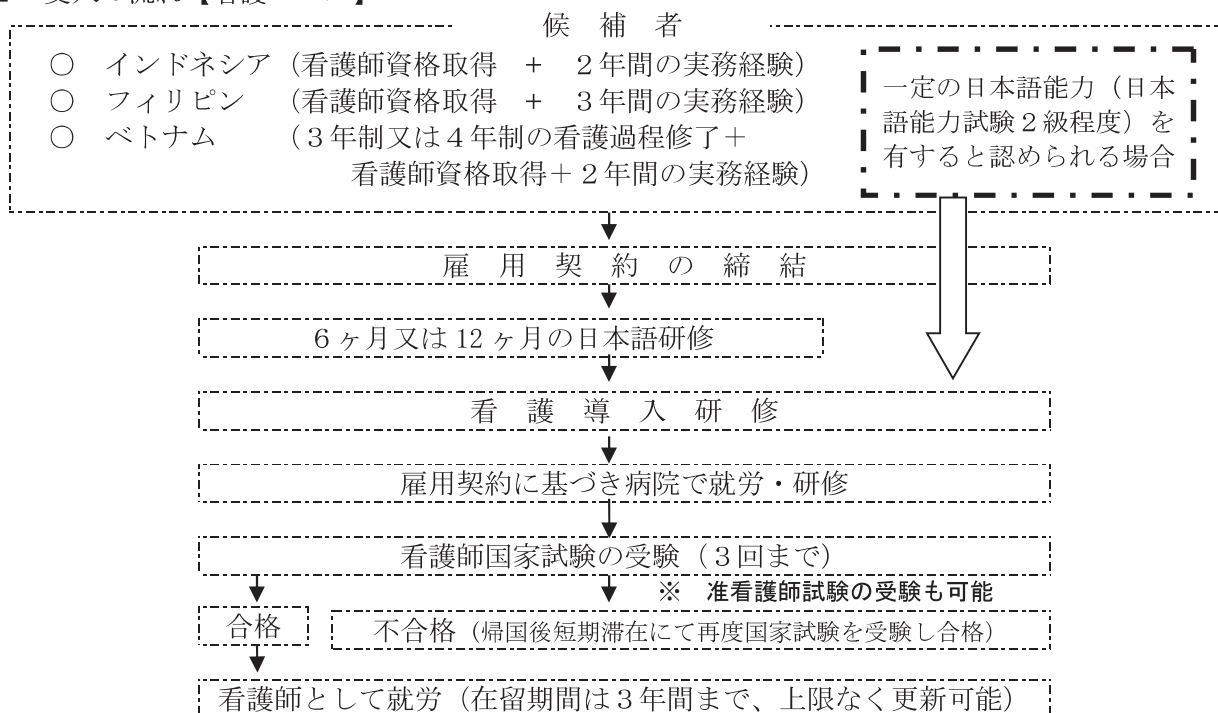 候補者
○ インドネシア（看護師資格取得 + ２年間の実務経験）
○ フィリピン （看護師資格取得 + ３年間の実務経験）
○ ベトナム （３年制又は４年制の看護過程修了＋
看護師資格取得＋２年間の実務経験）
一定の日本語能力（日本
語能力試験２級程度）を
有すると認められる場合
雇用契約の締結
６ヶ月又は 12 ヶ月の日本語研修
看護導入研修
雇用契約に基づき病院で就労・研修
看護師国家試験の受験（３回まで）
※ 准看護師試験の受験も可能
合格
不合格（帰国後短期滞在にて再度国家試験を受験し合格）
看護師として就労（在留期間は３年間まで、上限なく更新可能）